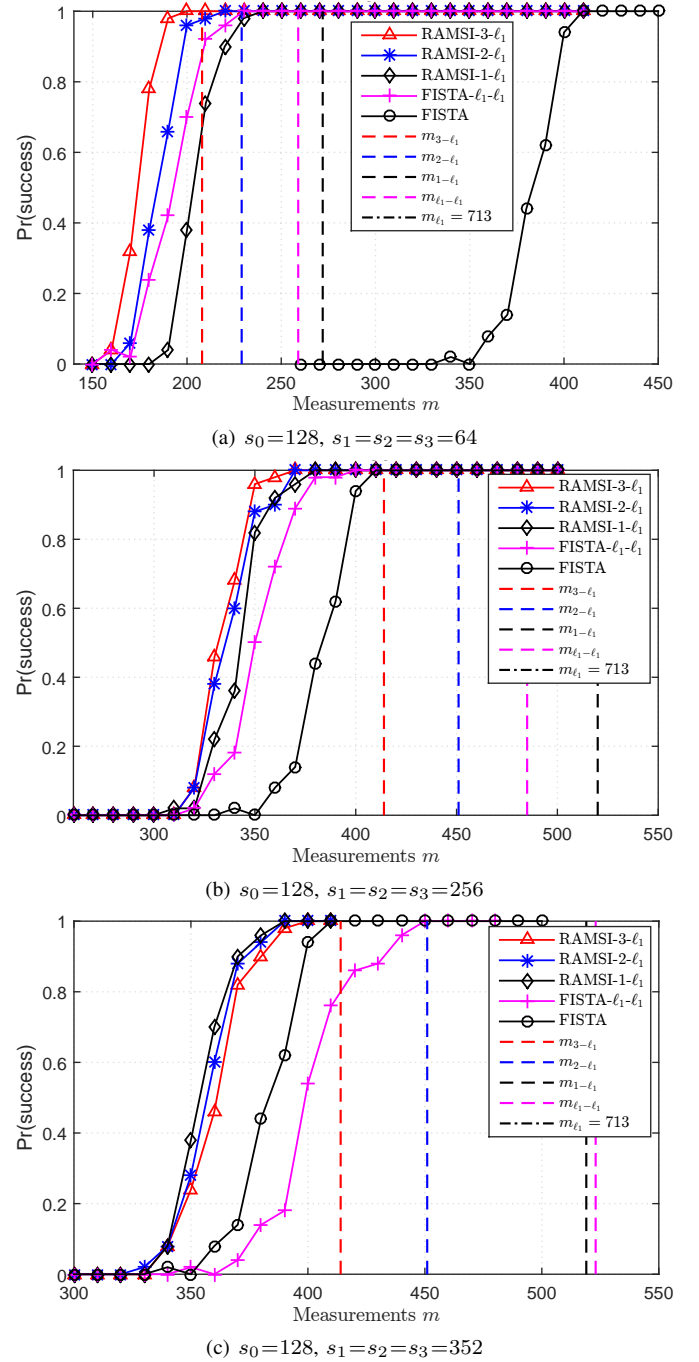 1
0.8
0.6
0.4
0.2
0
Pr(success)
RAMSI-3-ℓ₁
RAMSI-2-ℓ₁
RAMSI-1-ℓ₁
FISTA-ℓ₁-ℓ₁
FISTA
m₃₋ℓ₁
m₂₋ℓ₁
m₁₋ℓ₁
mℓ₁₋ℓ₁
mℓ₁ = 713
150 200 250 300 350 400 450
Measurements m
(a) s₀=128, s₁=s₂=s₃=64
1
0.8
0.6
0.4
0.2
0
Pr(success)
RAMSI-3-ℓ₁
RAMSI-2-ℓ₁
RAMSI-1-ℓ₁
FISTA-ℓ₁-ℓ₁
FISTA
m₃₋ℓ₁
m₂₋ℓ₁
m₁₋ℓ₁
mℓ₁₋ℓ₁
mℓ₁ = 713
300 350 400 450 500 550
Measurements m
(b) s₀=128, s₁=s₂=s₃=256
1
0.8
0.6
0.4
0.2
0
Pr(success)
RAMSI-3-ℓ₁
RAMSI-2-ℓ₁
RAMSI-1-ℓ₁
FISTA-ℓ₁-ℓ₁
FISTA
m₃₋ℓ₁
m₂₋ℓ₁
m₁₋ℓ₁
mℓ₁₋ℓ₁
mℓ₁ = 713
300 350 400 450 500 550
Measurements m
(c) s₀=128, s₁=s₂=s₃=352